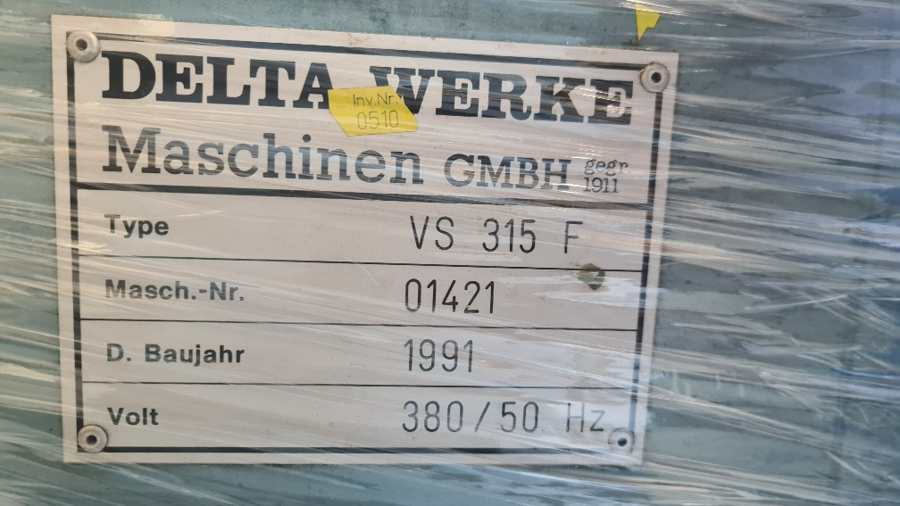 DELTA WERKE
Inv.Nr.
0510
Maschinen GMBH gegr
1911
Type VS 315 F
Masch.-Nr. 01421
D. Baujahr 1991
Volt 380/50 Hz